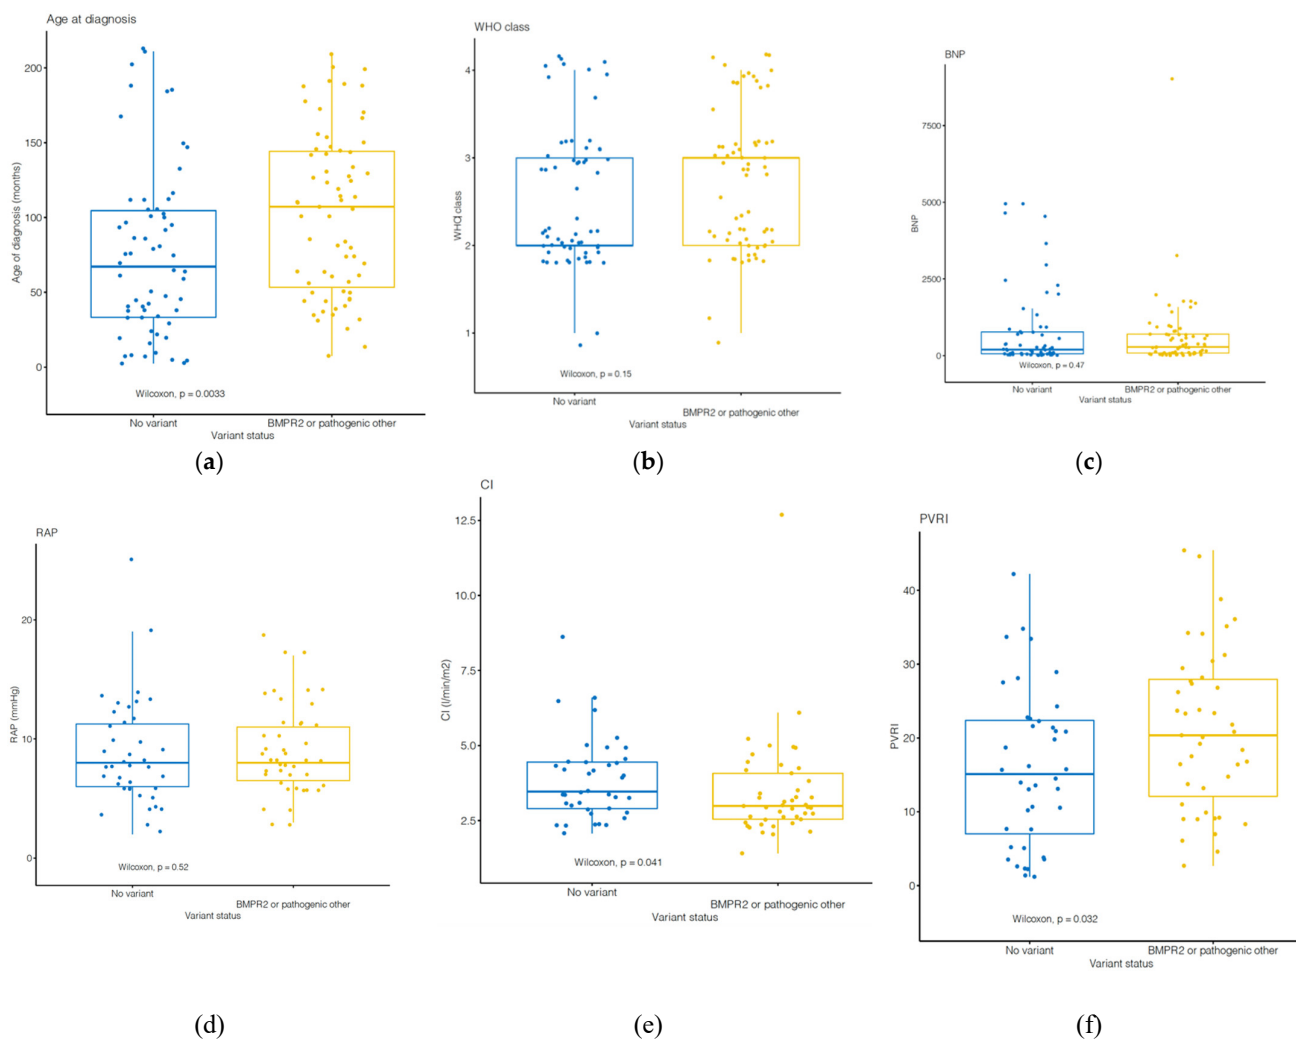 Age at diagnosis
Age of diagnosis (months)
200
150
100
50
0
Wilcoxon, p = 0.0033
No variant
BMPR2 or pathogenic other
Variant status
(a)
WHO class
WHO class
4
3
2
1
Wilcoxon, p = 0.15
No variant
BMPR2 or pathogenic other
Variant status
(b)
BNP
BNP
7500
5000
2500
0
Wilcoxon, p = 0.47
No variant
BMPR2 or pathogenic other
Variant status
(c)
RAP
RAP (mmHg)
20
10
0
Wilcoxon, p = 0.52
No variant
BMPR2 or pathogenic other
Variant status
(d)
CI
CI (l/min/m2)
12.5
10.0
7.5
5.0
2.5
Wilcoxon, p = 0.041
No variant
BMPR2 or pathogenic other
Variant status
(e)
PVRI
PVRI
40
30
20
10
0
Wilcoxon, p = 0.032
No variant
BMPR2 or pathogenic other
Variant status
(f)